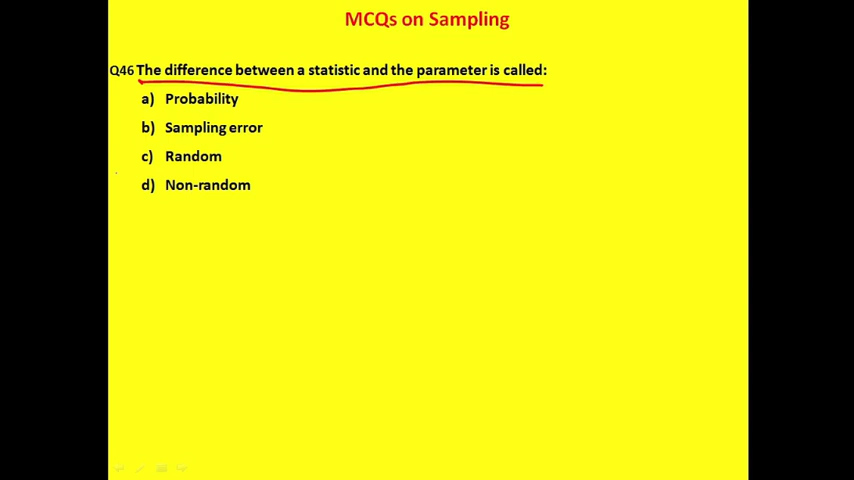 MCQs on Sampling
Q46 The difference between a statistic and the parameter is called:
a) Probability
b) Sampling error
c) Random
d) Non-random